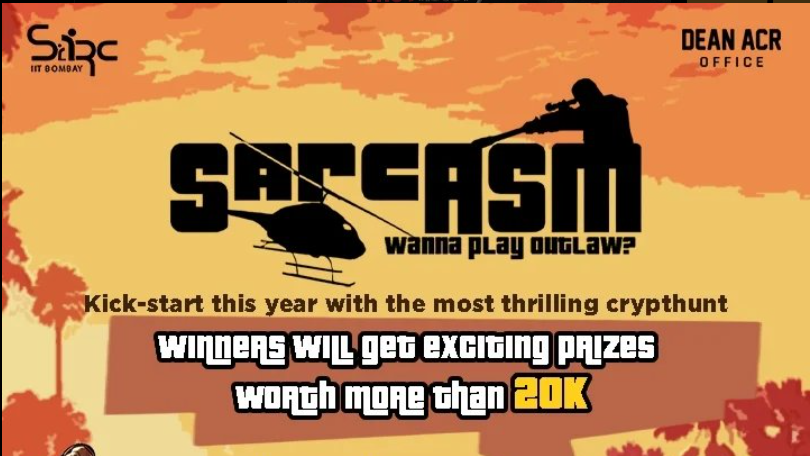 SARC
IIT BOMBAY
DEAN ACR
OFFICE
SARCASM
wanna play outlaw?
Kick-start this year with the most thrilling crypthunt
winners will get exciting prizes
worth more than 20K